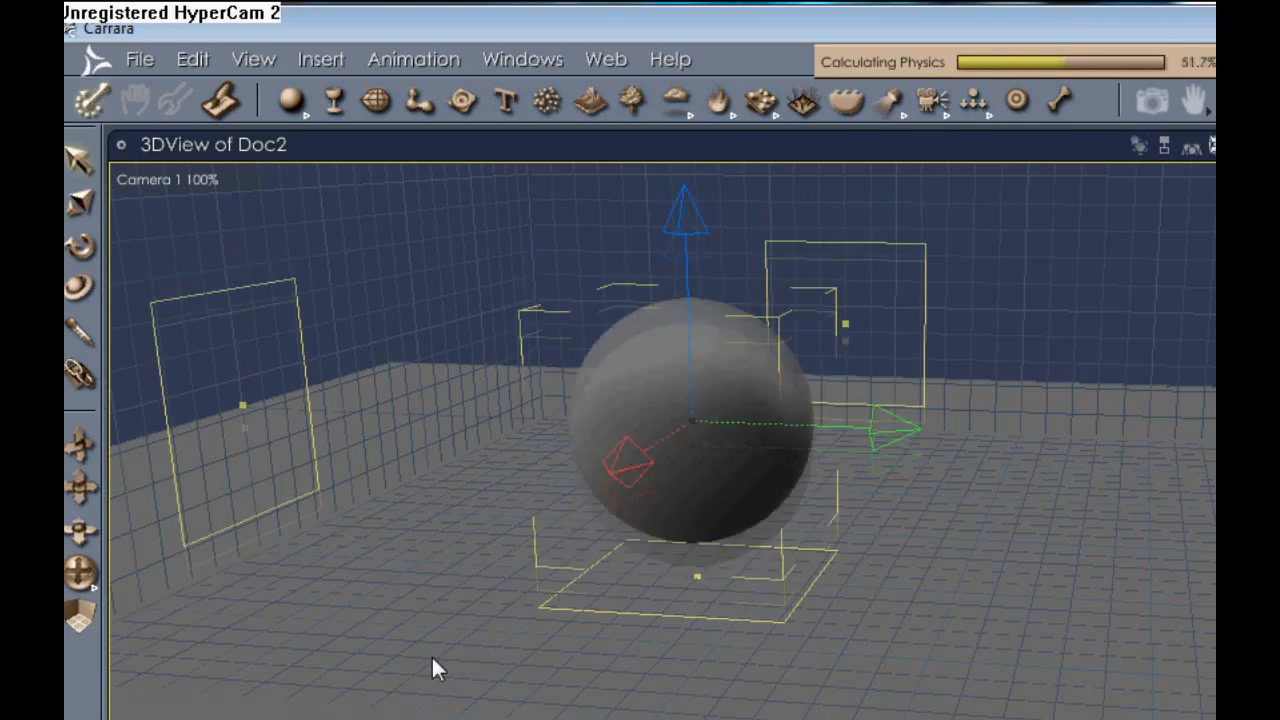 Unregistered HyperCam 2
Carrara
File Edit View Insert Animation Windows Web Help
Calculating Physics 51.7%
3DView of Doc2
Camera 1 100%